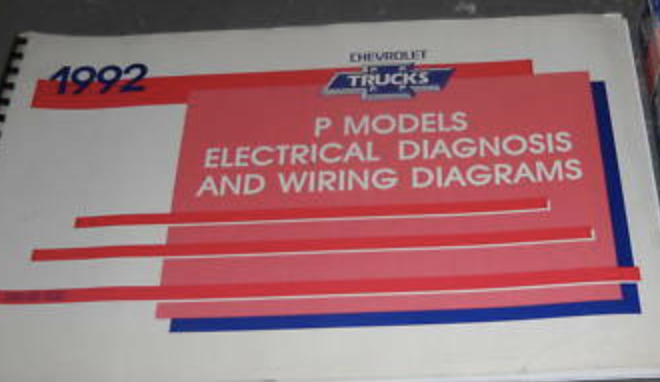 1992
CHEVROLET
TRUCKS
P MODELS
ELECTRICAL DIAGNOSIS
AND WIRING DIAGRAMS